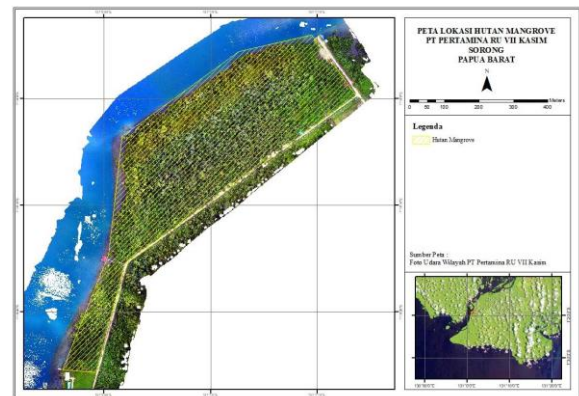 PETA LOKASI HUTAN MANGROVE
PT PERTAMINA RU VII KASIM
SORONG
PAPUA BARAT
N
Meters
0 50 100 200 300 400
Legenda
Hutan Mangrove
Sumber Peta :
Foto Udara Wilayah PT Pertamina RU VII Kasim